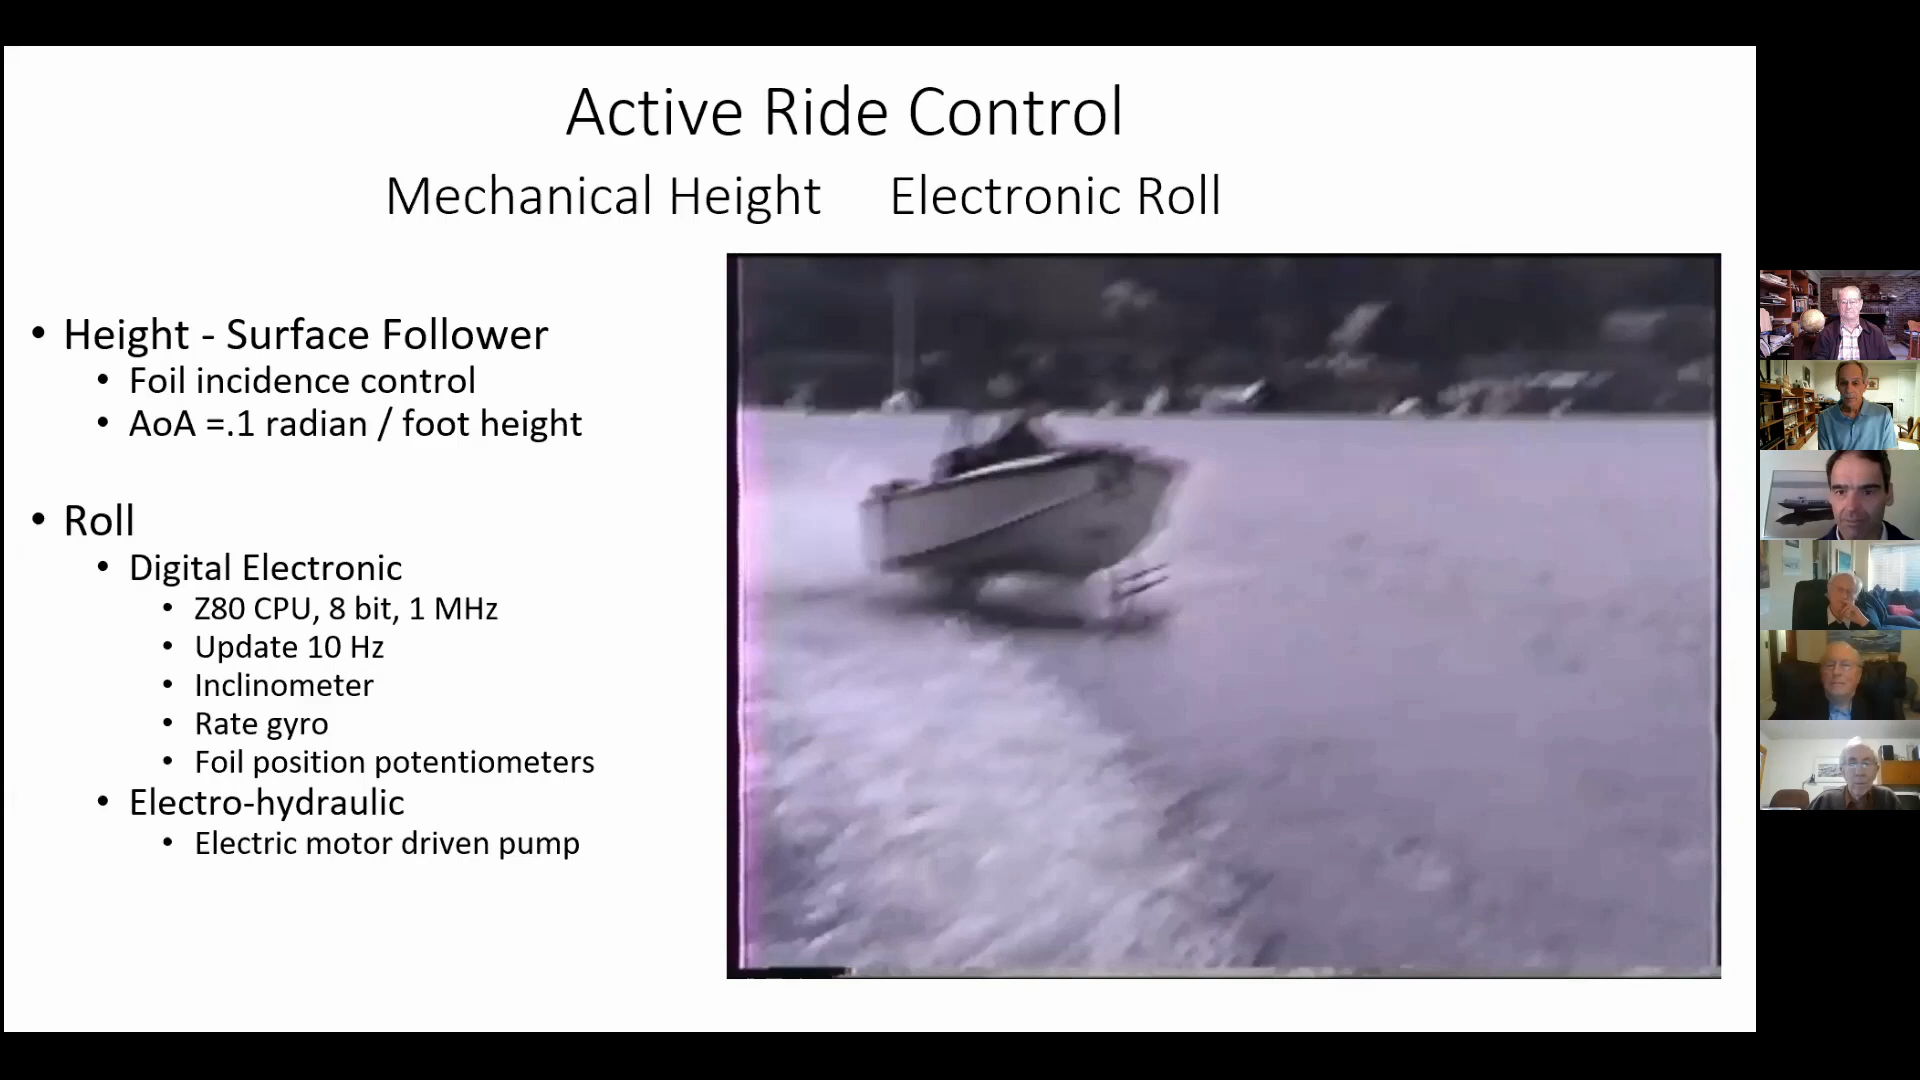 Active Ride Control
Mechanical Height Electronic Roll
• Height - Surface Follower
• Foil incidence control
• AoA =.1 radian / foot height
• Roll
• Digital Electronic
• Z80 CPU, 8 bit, 1 MHz
• Update 10 Hz
• Inclinometer
• Rate gyro
• Foil position potentiometers
• Electro-hydraulic
• Electric motor driven pump